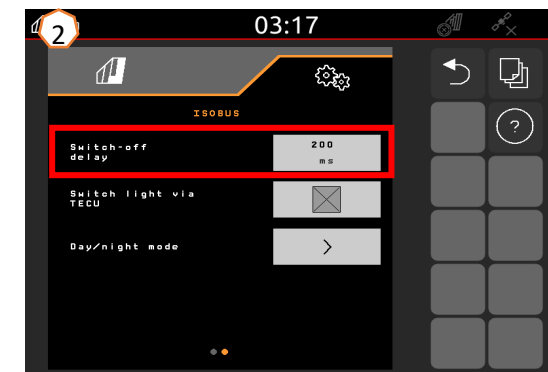 2
03:17
ISOBUS
Switch-off
delay
200
ms
Switch light via
TECU
Day/night mode
?